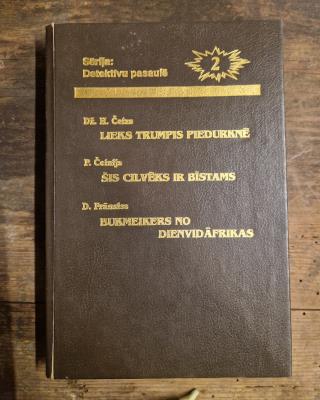 Sērija:
Detektīvu pasaulē
2
Dž. H. Čeizs
LIEKS TRUMPIS PIEDURKNĒ
P. Čeinijs
ŠIS CILVĒKS IR BĪSTAMS
D. Frānsiss
BUKMEIKERS NO
DIENVIDĀFRIKAS